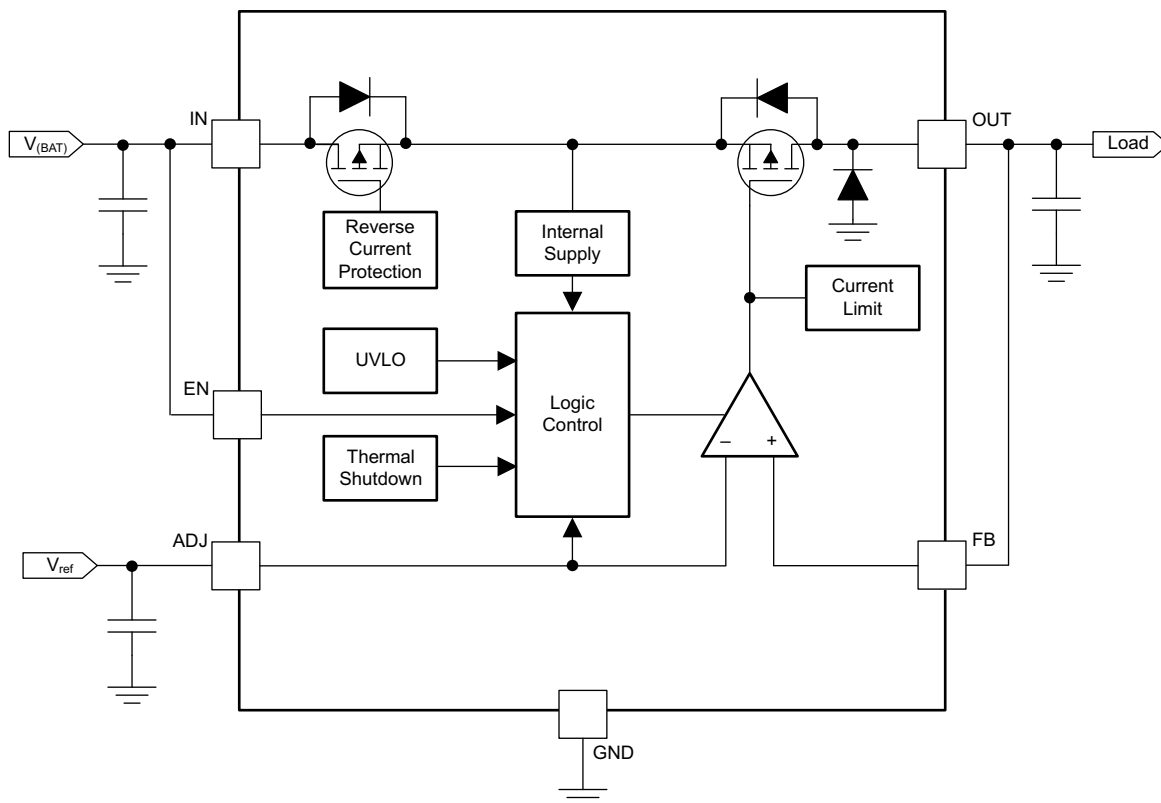 IN
OUT
V(BAT)
Load
Reverse
Current
Protection
Internal
Supply
Current
Limit
UVLO
EN
Logic
Control
– +
Thermal
Shutdown
ADJ
FB
Vref
GND